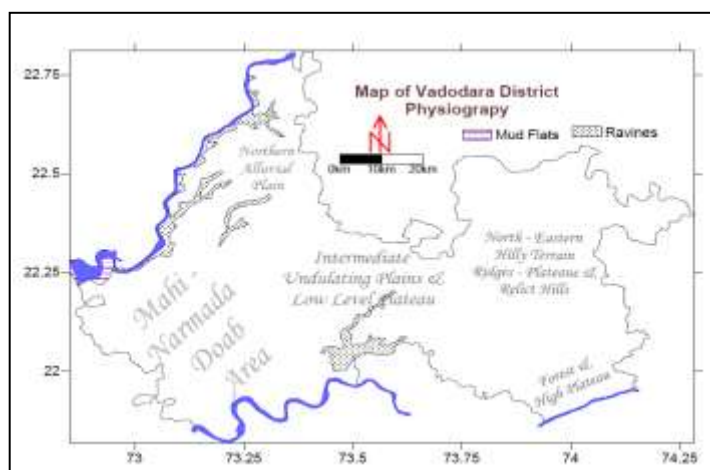 Map of Vadodara District
Physiograpy
N
Mud Flats
Ravines
0km 10km 20km
Northern
Alluvial
Plain
Intermediate
Undulating Plains &
Low Level Plateau
North - Eastern
Hilly Terrain
Ridges - Plateau &
Relict Hills
Mahi -
Narmada
Doab
Area
Forest &
High Plateau
22.75
22.5
22.25
22
73 73.25 73.5 73.75 74 74.25